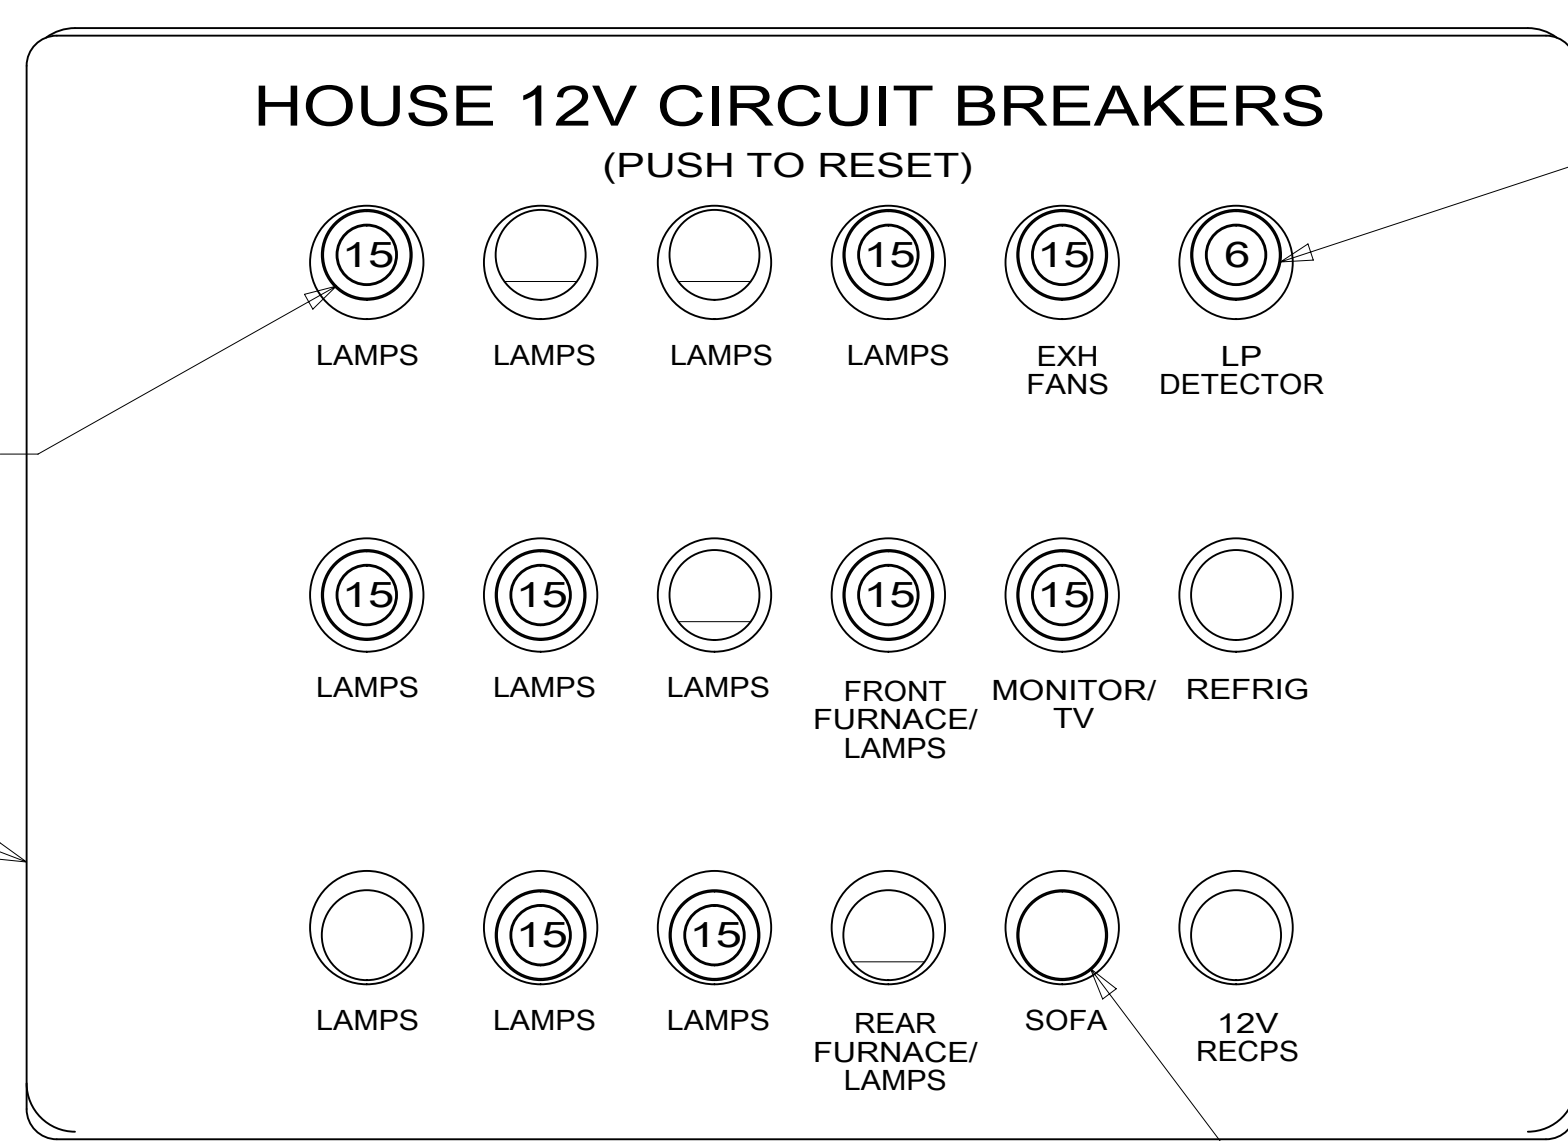 HOUSE 12V CIRCUIT BREAKERS
(PUSH TO RESET)
15 15 15 6
LAMPS LAMPS LAMPS LAMPS EXH LP
FANS DETECTOR
15 15 15 15
LAMPS LAMPS LAMPS FRONT MONITOR/ REFRIG
FURNACE/ TV
LAMPS
15 15
LAMPS LAMPS LAMPS REAR SOFA 12V
FURNACE/ RECPS
LAMPS